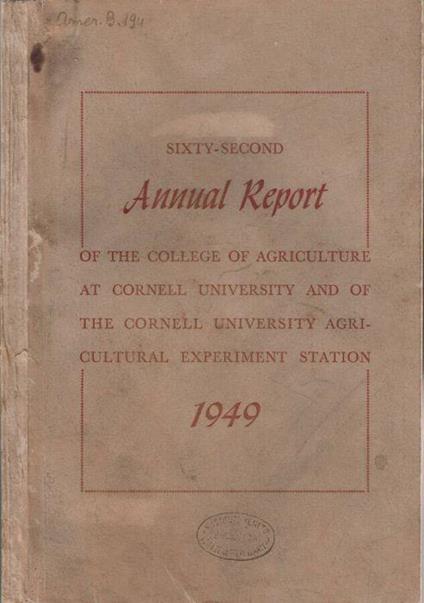 Amer. B. 194
SIXTY-SECOND
Annual Report
OF THE COLLEGE OF AGRICULTURE
AT CORNELL UNIVERSITY AND OF
THE CORNELL UNIVERSITY AGRI-
CULTURAL EXPERIMENT STATION
1949